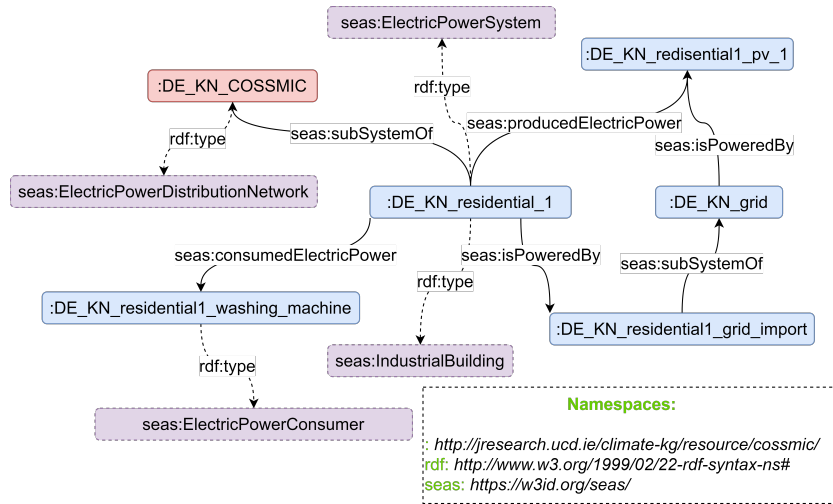 seas:ElectricPowerSystem
:DE_KN_redisential1_pv_1
:DE_KN_COSSMIC
rdf:type
seas:producedElectricPower
rdf:type
seas:subSystemOf
seas:isPoweredBy
seas:ElectricPowerDistributionNetwork
:DE_KN_residential_1
:DE_KN_grid
seas:consumedElectricPower
seas:isPoweredBy
seas:subSystemOf
rdf:type
:DE_KN_residential1_washing_machine
:DE_KN_residential1_grid_import
rdf:type
seas:IndustrialBuilding
seas:ElectricPowerConsumer
Namespaces:
: http://jresearch.ucd.ie/climate-kg/resource/cossmic/
rdf: http://www.w3.org/1999/02/22-rdf-syntax-ns#
seas: https://w3id.org/seas/